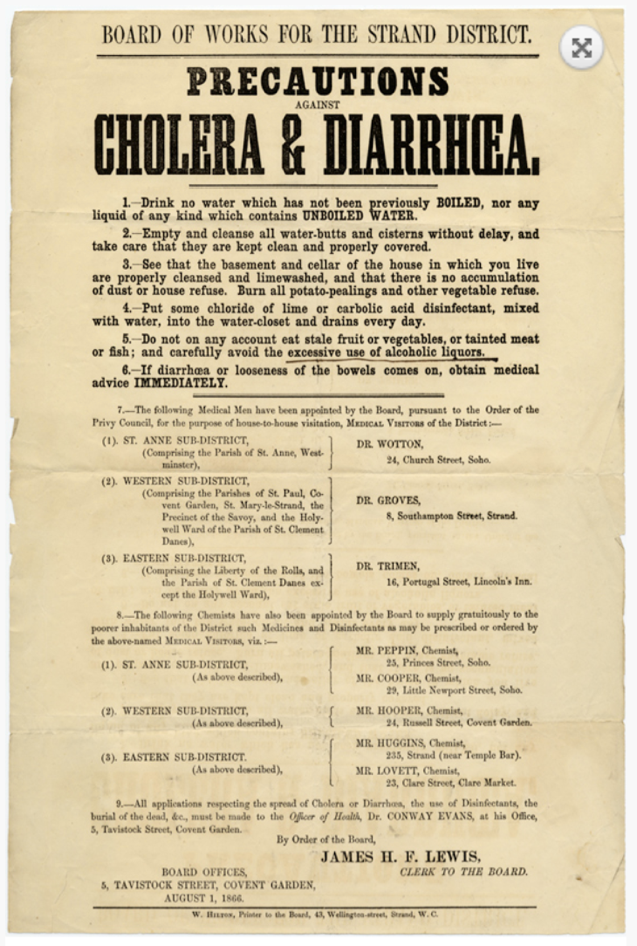 BOARD OF WORKS FOR THE STRAND DISTRICT.
PRECAUTIONS
AGAINST
CHOLERA & DIARRHŒA.
1.—Drink no water which has not been previously BOILED, nor any
liquid of any kind which contains UNBOILED WATER.
2.—Empty and cleanse all water-butts and cisterns without delay, and
take care that they are kept clean and properly covered.
3.—See that the basement and cellar of the house in which you live
are properly cleansed and limewashed, and that there is no accumulation
of dust or house refuse. Burn all potato-pealings and other vegetable refuse.
4.—Put some chloride of lime or carbolic acid disinfectant, mixed
with water, into the water-closet and drains every day.
5.—Do not on any account eat stale fruit or vegetables, or tainted meat
or fish; and carefully avoid the excessive use of alcoholic liquors.
6.—If diarrhœa or looseness of the bowels comes on, obtain medical
advice IMMEDIATELY.
7.—The following Medical Men have been appointed by the Board, pursuant to the Order of the
Privy Council, for the purpose of house-to-house visitation, MEDICAL VISITORS of the District:—
(1). ST. ANNE SUB-DISTRICT,
(Comprising the Parish of St. Anne, West-
minster),
DR. WOTTON,
24, Church Street, Soho.
(2). WESTERN SUB-DISTRICT,
(Comprising the Parishes of St. Paul, Co-
vent Garden, St. Mary-le-Strand, the
Precinct of the Savoy, and the Holy-
well Ward of the Parish of St. Clement
Danes),
DR. GROVES,
8, Southampton Street, Strand.
(3). EASTERN SUB-DISTRICT,
(Comprising the Liberty of the Rolls, and
the Parish of St. Clement Danes ex-
cept the Holywell Ward),
DR. TRIMEN,
16, Portugal Street, Lincoln's Inn.
8.—The following Chemists have also been appointed by the Board to supply gratuitously to the
poorer inhabitants of the District such Medicines and Disinfectants as may be prescribed or ordered by
the above-named MEDICAL VISITORS, viz.:—
(1). ST. ANNE SUB-DISTRICT,
(As above described),
MR. PEPPIN, Chemist,
25, Princes Street, Soho.
MR. COOPER, Chemist,
29, Little Newport Street, Soho.
(2). WESTERN SUB-DISTRICT,
(As above described),
MR. HOOPER, Chemist,
24, Russell Street, Covent Garden.
(3). EASTERN SUB-DISTRICT.
(As above described),
MR. HUGGINS, Chemist,
235, Strand (near Temple Bar).
MR. LOVETT, Chemist,
23, Clare Street, Clare Market.
9.—All applications respecting the spread of Cholera or Diarrhœa, the use of Disinfectants, the
burial of the dead, &c., must be made to the Officer of Health, Dr. CONWAY EVANS, at his Office,
5, Tavistock Street, Covent Garden.
By Order of the Board,
JAMES H. F. LEWIS,
CLERK TO THE BOARD.
BOARD OFFICES,
5, TAVISTOCK STREET, COVENT GARDEN,
AUGUST 1, 1866.
W. HILTON, Printer to the Board, 43, Wellington-street, Strand, W. C.